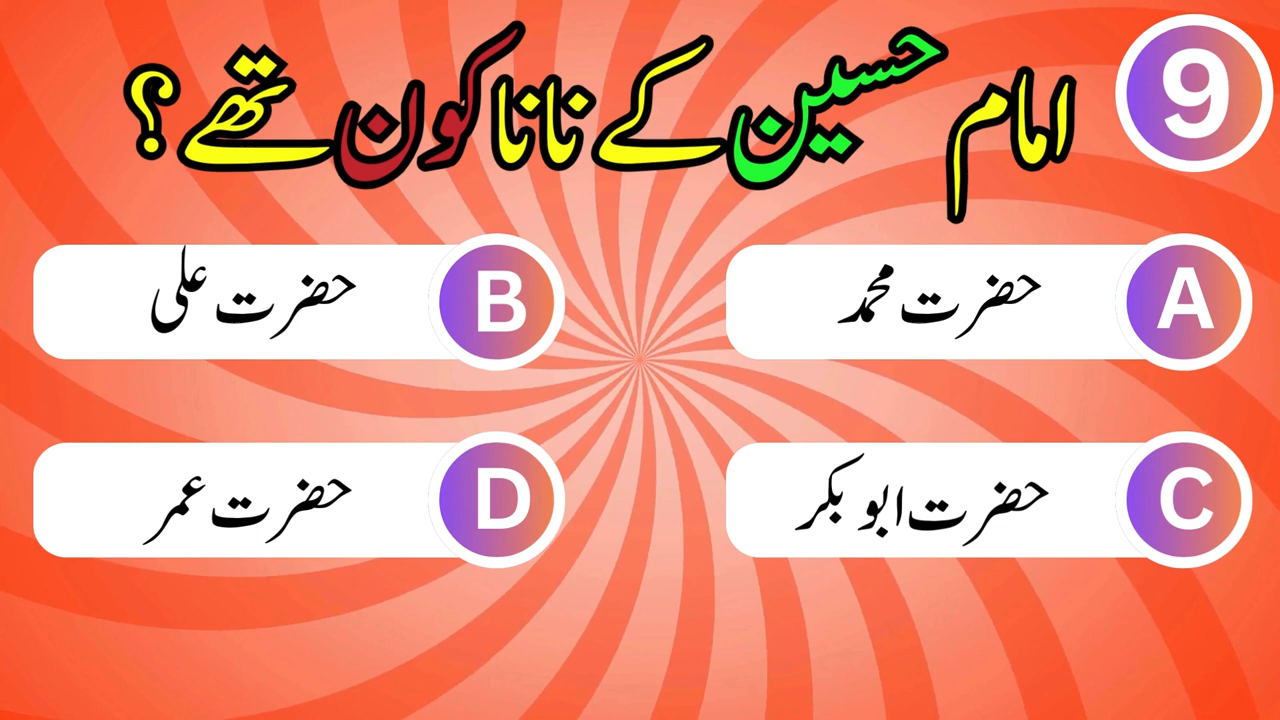 9
امام حسین کے نانا کون تھے؟
A حضرت محمد
B حضرت علی
C حضرت ابو بکر
D حضرت عمر